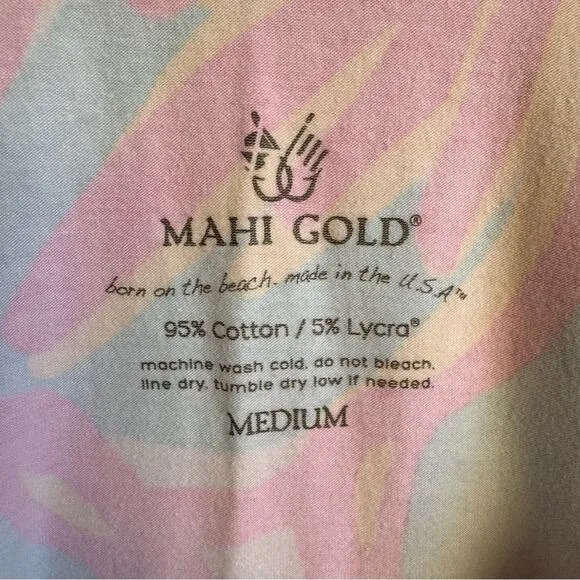 MAHI GOLD®
born on the beach. made in the U.S.A™
95% Cotton / 5% Lycra®
machine wash cold. do not bleach.
line dry. tumble dry low if needed.
MEDIUM